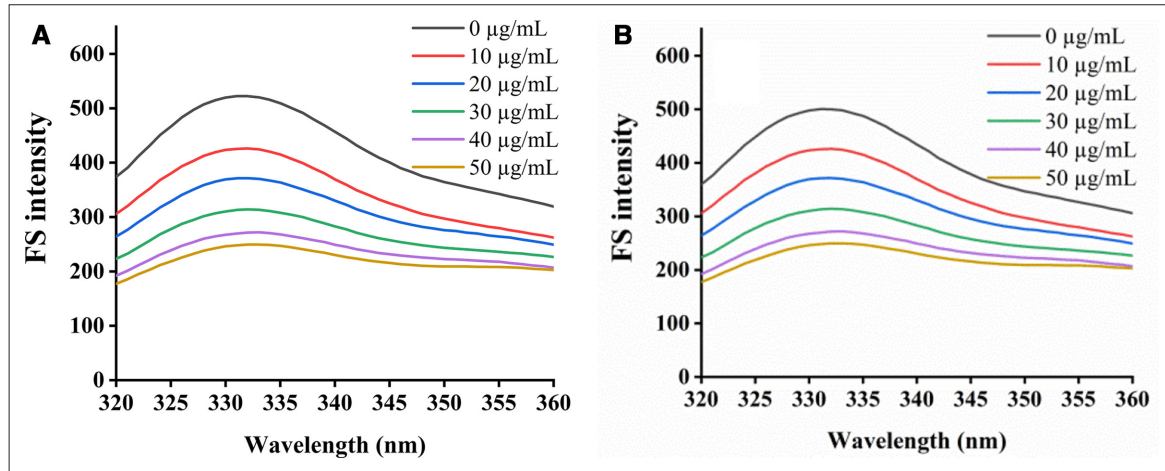 A
FS intensity
600
500
400
300
200
100
0
320 325 330 335 340 345 350 355 360
Wavelength (nm)
0 µg/mL
10 µg/mL
20 µg/mL
30 µg/mL
40 µg/mL
50 µg/mL
B
FS intensity
600
500
400
300
200
100
0
320 325 330 335 340 345 350 355 360
Wavelength (nm)
0 µg/mL
10 µg/mL
20 µg/mL
30 µg/mL
40 µg/mL
50 µg/mL